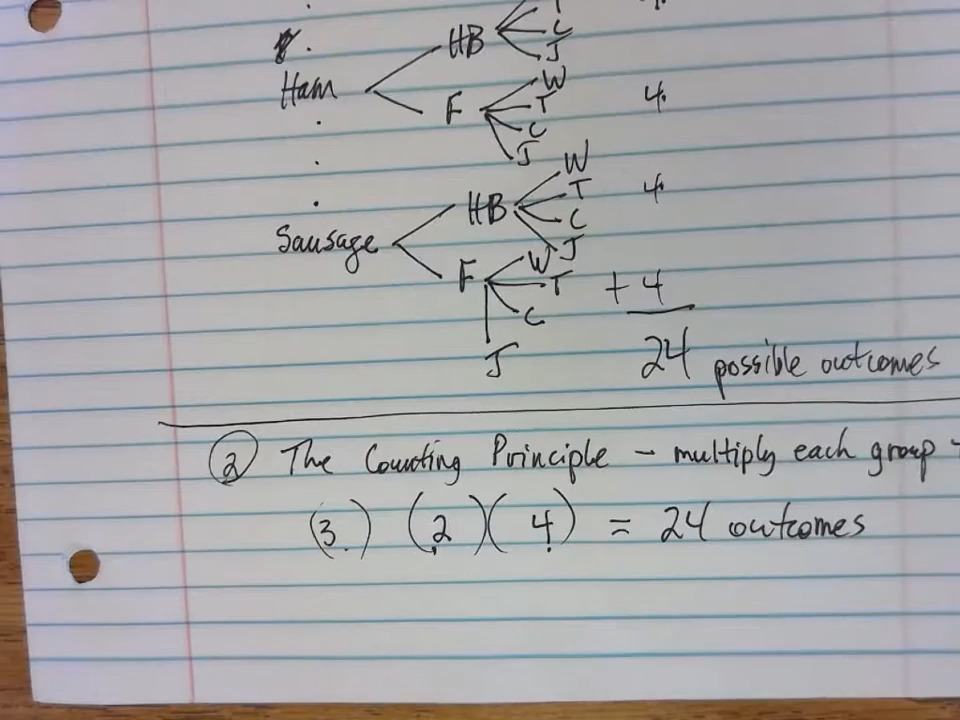 T
HB C
J
Ham
W
F T 4.
C
J
W
HB T 4.
C
Sausage J
W
F T + 4
C
J 24 possible outcomes
② The Counting Principle – multiply each group
(3.) (2)(4) = 24 outcomes